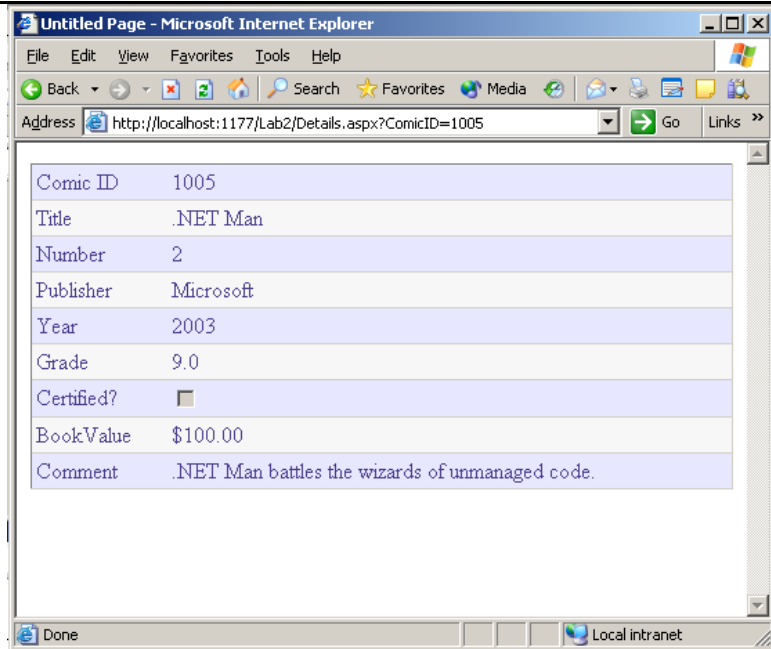 Untitled Page - Microsoft Internet Explorer
File Edit View Favorites Tools Help
Back Search Favorites Media
Address http://localhost:1177/Lab2/Details.aspx?ComicID=1005 Go Links »
Comic ID 1005
Title .NET Man
Number 2
Publisher Microsoft
Year 2003
Grade 9.0
Certified?
BookValue $100.00
Comment .NET Man battles the wizards of unmanaged code.
Done Local intranet